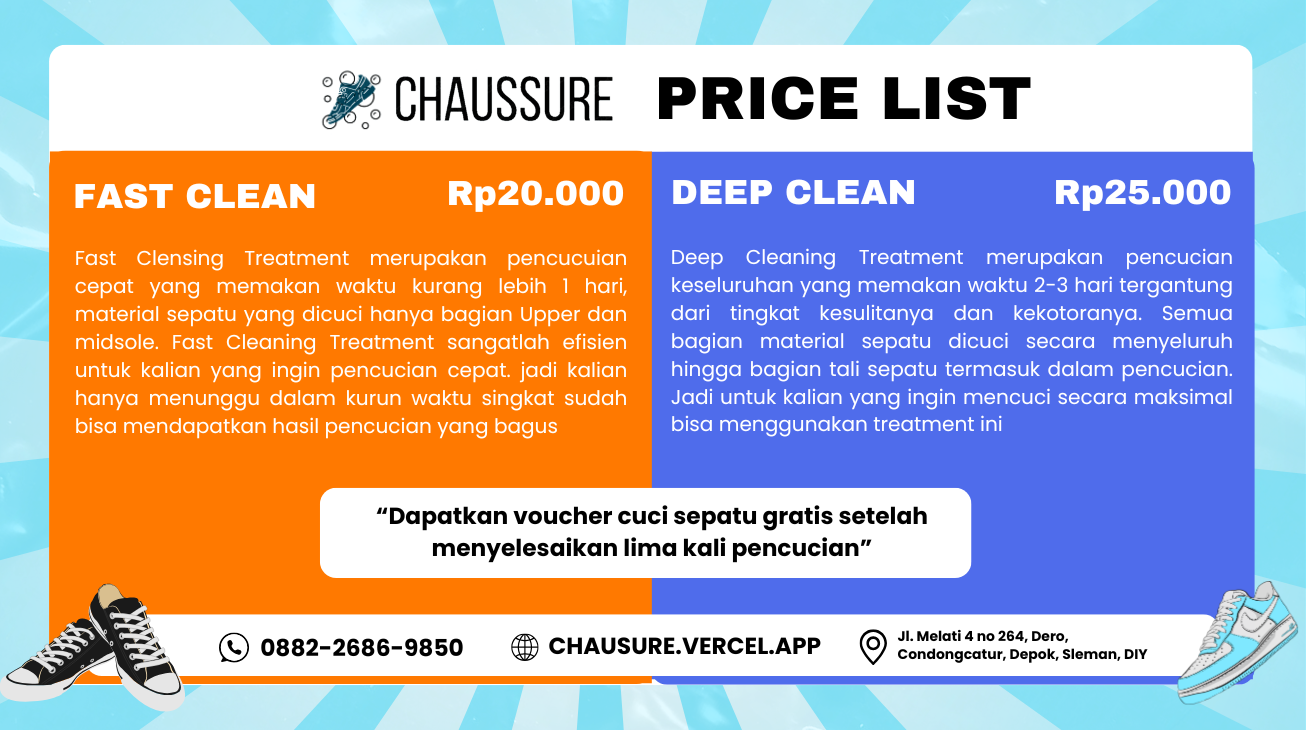 CHAUSSURE PRICE LIST
FAST CLEAN Rp20.000
Fast Clensing Treatment merupakan pencucuian
cepat yang memakan waktu kurang lebih 1 hari,
material sepatu yang dicuci hanya bagian Upper dan
midsole. Fast Cleaning Treatment sangatlah efisien
untuk kalian yang ingin pencucian cepat. jadi kalian
hanya menunggu dalam kurun waktu singkat sudah
bisa mendapatkan hasil pencucian yang bagus
DEEP CLEAN Rp25.000
Deep Cleaning Treatment merupakan pencucian
keseluruhan yang memakan waktu 2-3 hari tergantung
dari tingkat kesulitanya dan kekotoranya. Semua
bagian material sepatu dicuci secara menyeluruh
hingga bagian tali sepatu termasuk dalam pencucian.
Jadi untuk kalian yang ingin mencuci secara maksimal
bisa menggunakan treatment ini
“Dapatkan voucher cuci sepatu gratis setelah
menyelesaikan lima kali pencucian”
0882-2686-9850
CHAUSURE.VERCEL.APP
Jl. Melati 4 no 264, Dero,
Condongcatur, Depok, Sleman, DIY